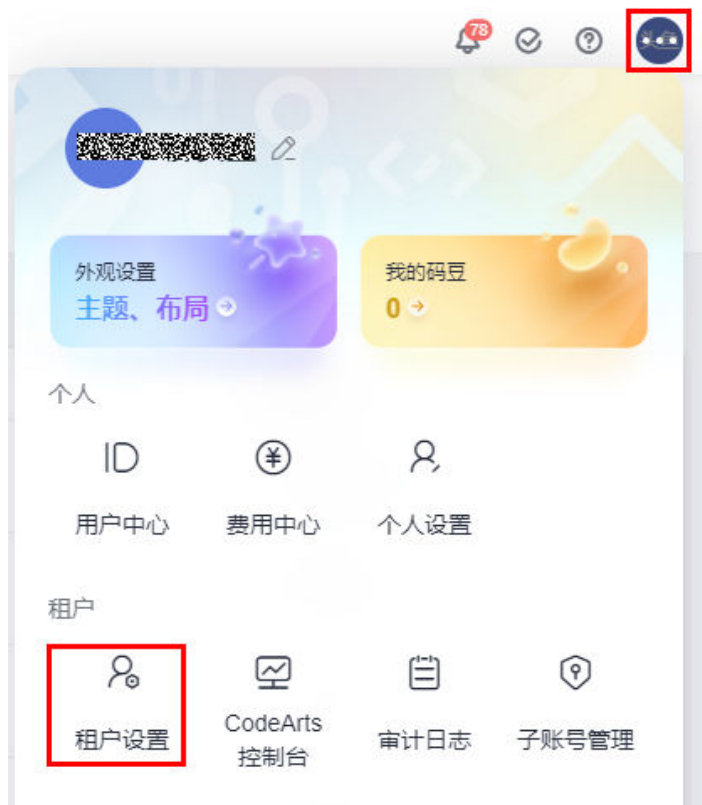 78
外观设置
主题、布局
我的码豆
0
个人
ID
用户中心
费用中心
个人设置
租户
租户设置
CodeArts
控制台
审计日志
子账号管理